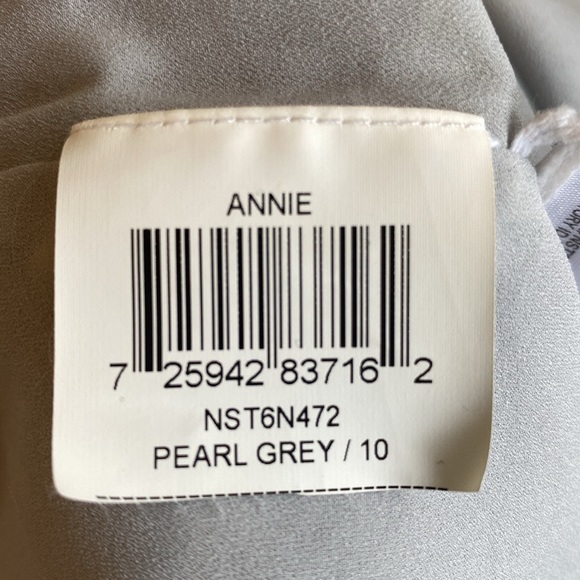 ANNIE
7 25942 83716 2
NST6N472
PEARL GREY / 10